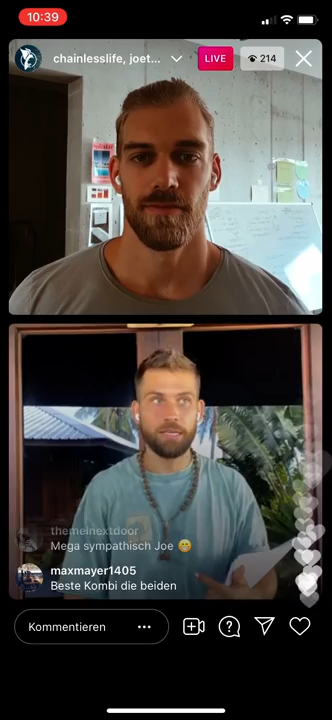 10:39
chainlesslife, joet...
LIVE
214
themeinextdoor
Mega sympathisch Joe 😁
maxmayer1405
Beste Kombi die beiden
Kommentieren